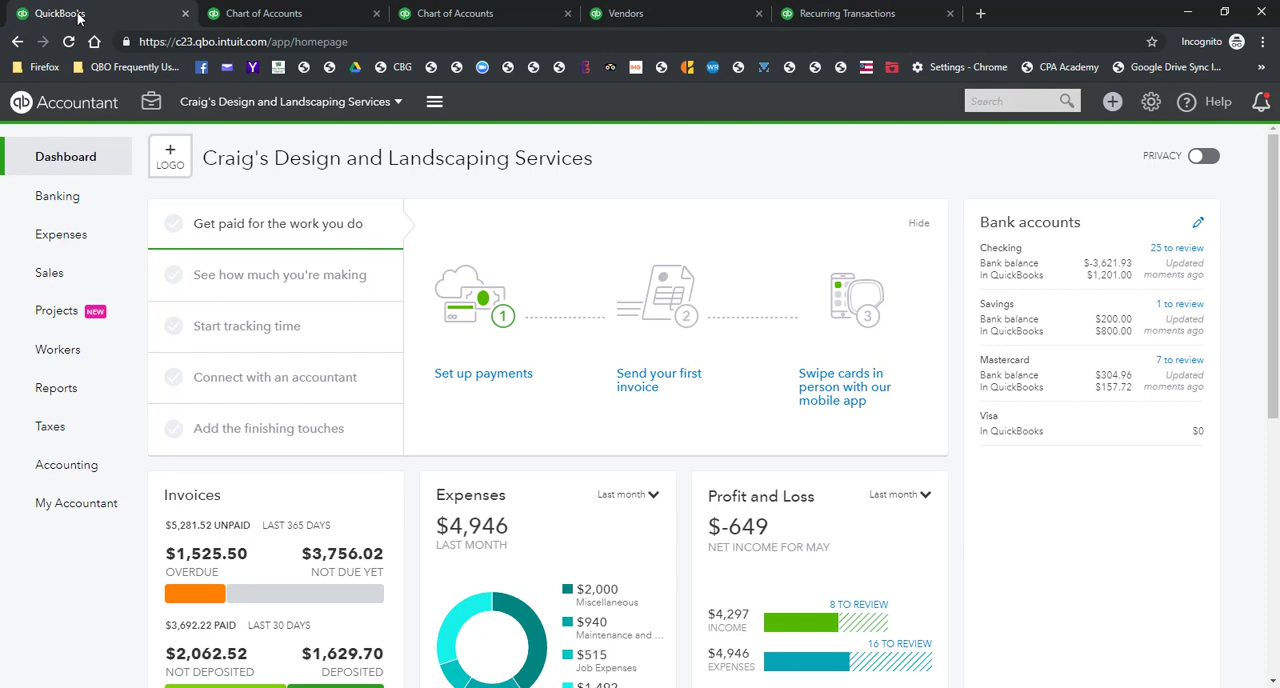 QuickBooks
Chart of Accounts
Chart of Accounts
Vendors
Recurring Transactions
https://c23.qbo.intuit.com/app/homepage
Incognito
Firefox
QBO Frequently Us...
CBG
Settings - Chrome
CPA Academy
Google Drive Sync I...
»
qb Accountant
Craig's Design and Landscaping Services
Search
Help
Dashboard
Banking
Expenses
Sales
Projects NEW
Workers
Reports
Taxes
Accounting
My Accountant
+
LOGO
Craig's Design and Landscaping Services
PRIVACY
Get paid for the work you do
See how much you're making
Start tracking time
Connect with an accountant
Add the finishing touches
Hide
1
2
3
Set up payments
Send your first
invoice
Swipe cards in
person with our
mobile app
Bank accounts
Checking 25 to review
Bank balance $-3,621.93 Updated
In QuickBooks $1,201.00 moments ago
Savings 1 to review
Bank balance $200.00 Updated
In QuickBooks $800.00 moments ago
Mastercard 7 to review
Bank balance $304.96 Updated
In QuickBooks $157.72 moments ago
Visa
In QuickBooks $0
Invoices
$5,281.52 UNPAID LAST 365 DAYS
$1,525.50 $3,756.02
OVERDUE NOT DUE YET
$3,692.22 PAID LAST 30 DAYS
$2,062.52 $1,629.70
NOT DEPOSITED DEPOSITED
Expenses Last month
$4,946
LAST MONTH
$2,000
Miscellaneous
$940
Maintenance and ...
$515
Job Expenses
$1,492
Profit and Loss Last month
$-649
NET INCOME FOR MAY
8 TO REVIEW
$4,297
INCOME
16 TO REVIEW
$4,946
EXPENSES